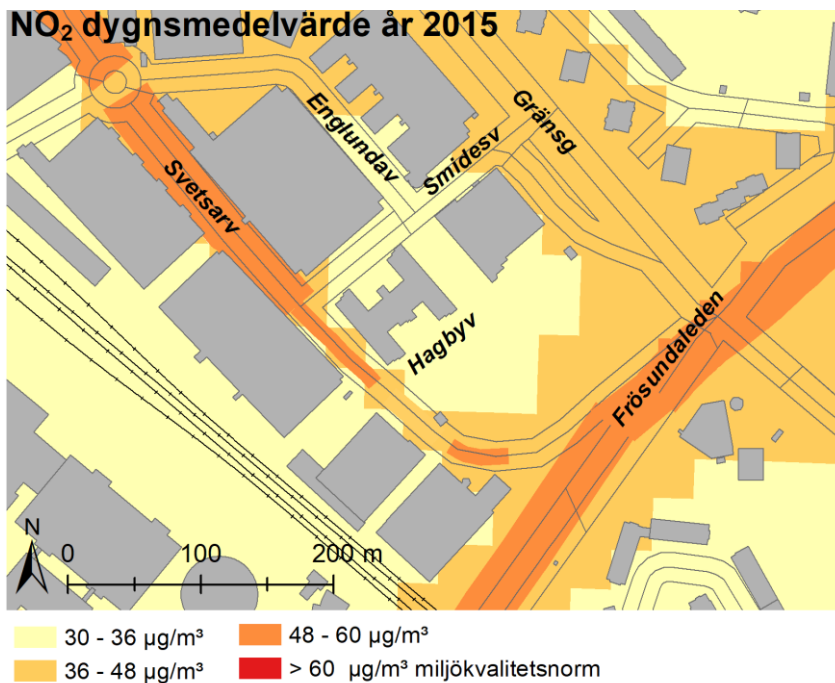 NO₂ dygnsmedelvärde år 2015
Englundav
Smidesv
Gränsg
Svetsarv
Hagbyv
Frösundaleden
N
0 100 200 m
30 - 36 µg/m³
48 - 60 µg/m³
36 - 48 µg/m³
> 60 µg/m³ miljökvalitetsnorm